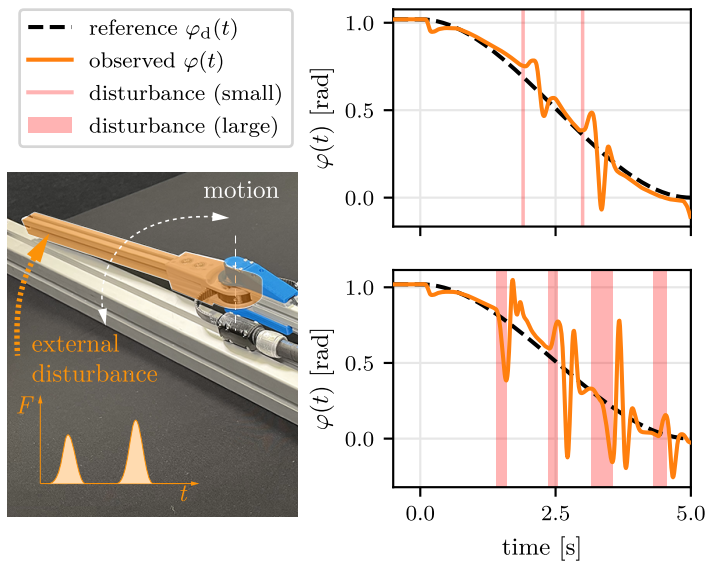 reference φd(t)
observed φ(t)
disturbance (small)
disturbance (large)
motion
external
disturbance
F
t
φ(t) [rad]
1.0
0.5
0.0
φ(t) [rad]
1.0
0.5
0.0
0.0
2.5
5.0
time [s]